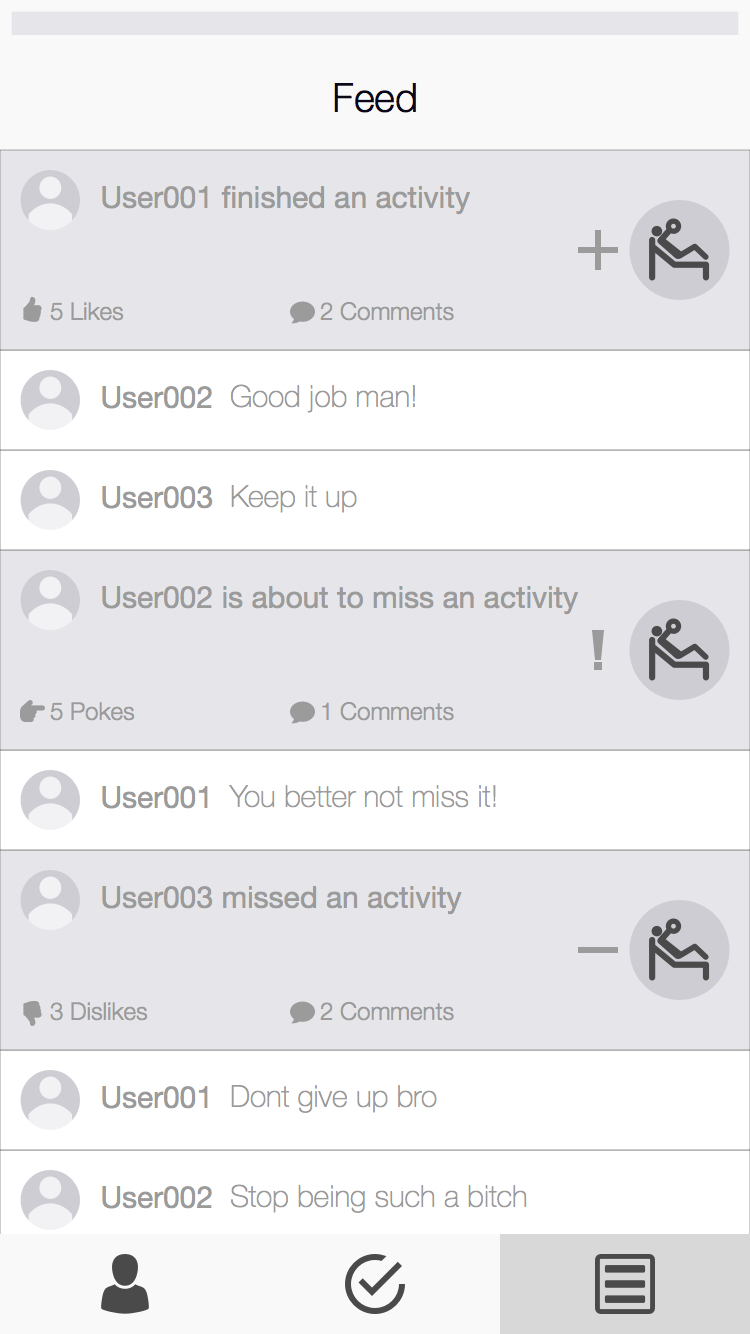 Feed
User001 finished an activity
5 Likes 2 Comments
User002 Good job man!
User003 Keep it up
User002 is about to miss an activity
!
5 Pokes 1 Comments
User001 You better not miss it!
User003 missed an activity
3 Dislikes 2 Comments
User001 Dont give up bro
User002 Stop being such a bitch